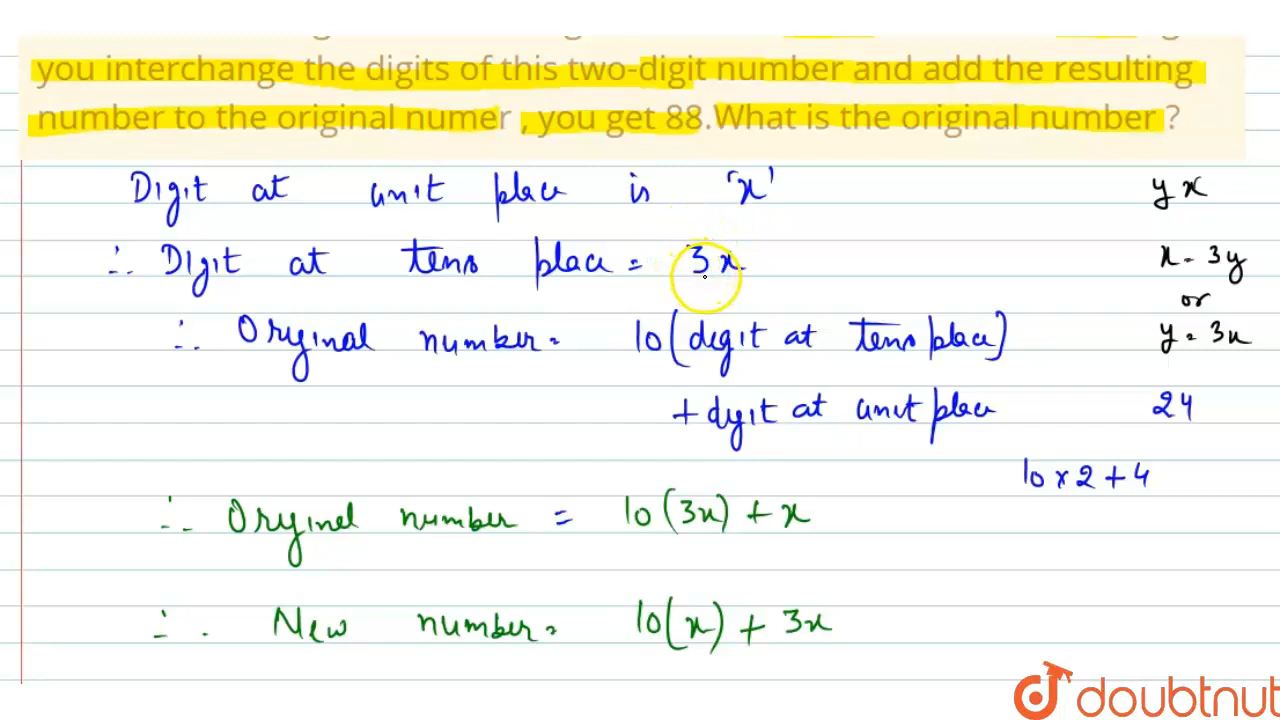 you interchange the digits of this two-digit number and add the resulting
number to the original numer , you get 88.What is the original number ?
Digit at unit place is 'x'
yx
∴ Digit at tens place = 3x
x = 3y
or
∴ Original number = 10(digit at tens place)
y = 3x
+ digit at unit place
24
10 x 2 + 4
∴ Original number = 10(3x) + x
∴ New number = 10(x) + 3x
doubtnut